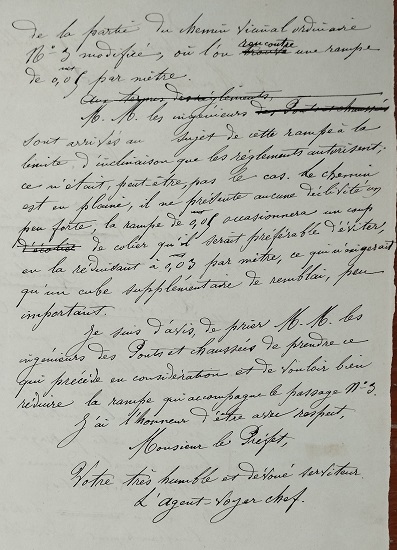 de la partie du chemin vicinal ordinaire
N° 3 modifiée, où l'on rencontre trouve une rampe
de 0m,05 par mètre.
Aux termes des règlements,
M. M. les ingénieurs des Ponts et chaussés
sont arrivés au sujet de cette rampe à la
limite d'inclinaison que les règlements autorisent;
ce n'était, peut-être, pas le cas. Le chemin
est en plaine, il ne présente aucune déclivité un
peu forte, la rampe de 0m,05 occasionnera un coup
de colier qu'il serait préférable d'éviter,
en la réduisant à 0m,03 par mètre, ce qui n'exigerait
qu'un cube supplémentaire de remblai, peu
important.
Je suis d'avis, de prier M. M. les
ingénieurs des Ponts et chaussés de prendre ce
qui précède en considération et de vouloir bien
réduire la rampe qui accompagne le passage N° 3.
J'ai l'honneur d'être avec respect,
Monsieur le Préfet,
Votre très humble et dévoué serviteur
L'agent-voyer chef.